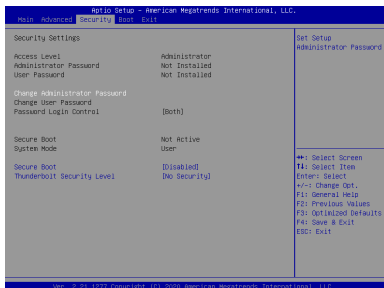 Aptio Setup – American Megatrends International, LLC.
Main Advanced Security Boot Exit
Security Settings
Access Level Administrator
Administrator Password Not Installed
User Password Not Installed
Change Administrator Password
Change User Password
Password Login Control [Both]
Secure Boot Not Active
System Mode User
Secure Boot [Disabled]
Thunderbolt Security Level [No Security]
Set Setup
Administrator Password
→←: Select Screen
↑↓: Select Item
Enter: Select
+/-: Change Opt.
F1: General Help
F2: Previous Values
F3: Optimized Defaults
F4: Save & Exit
ESC: Exit
Ver. 2.21.1277 Copyright (C) 2020 American Megatrends International, LLC